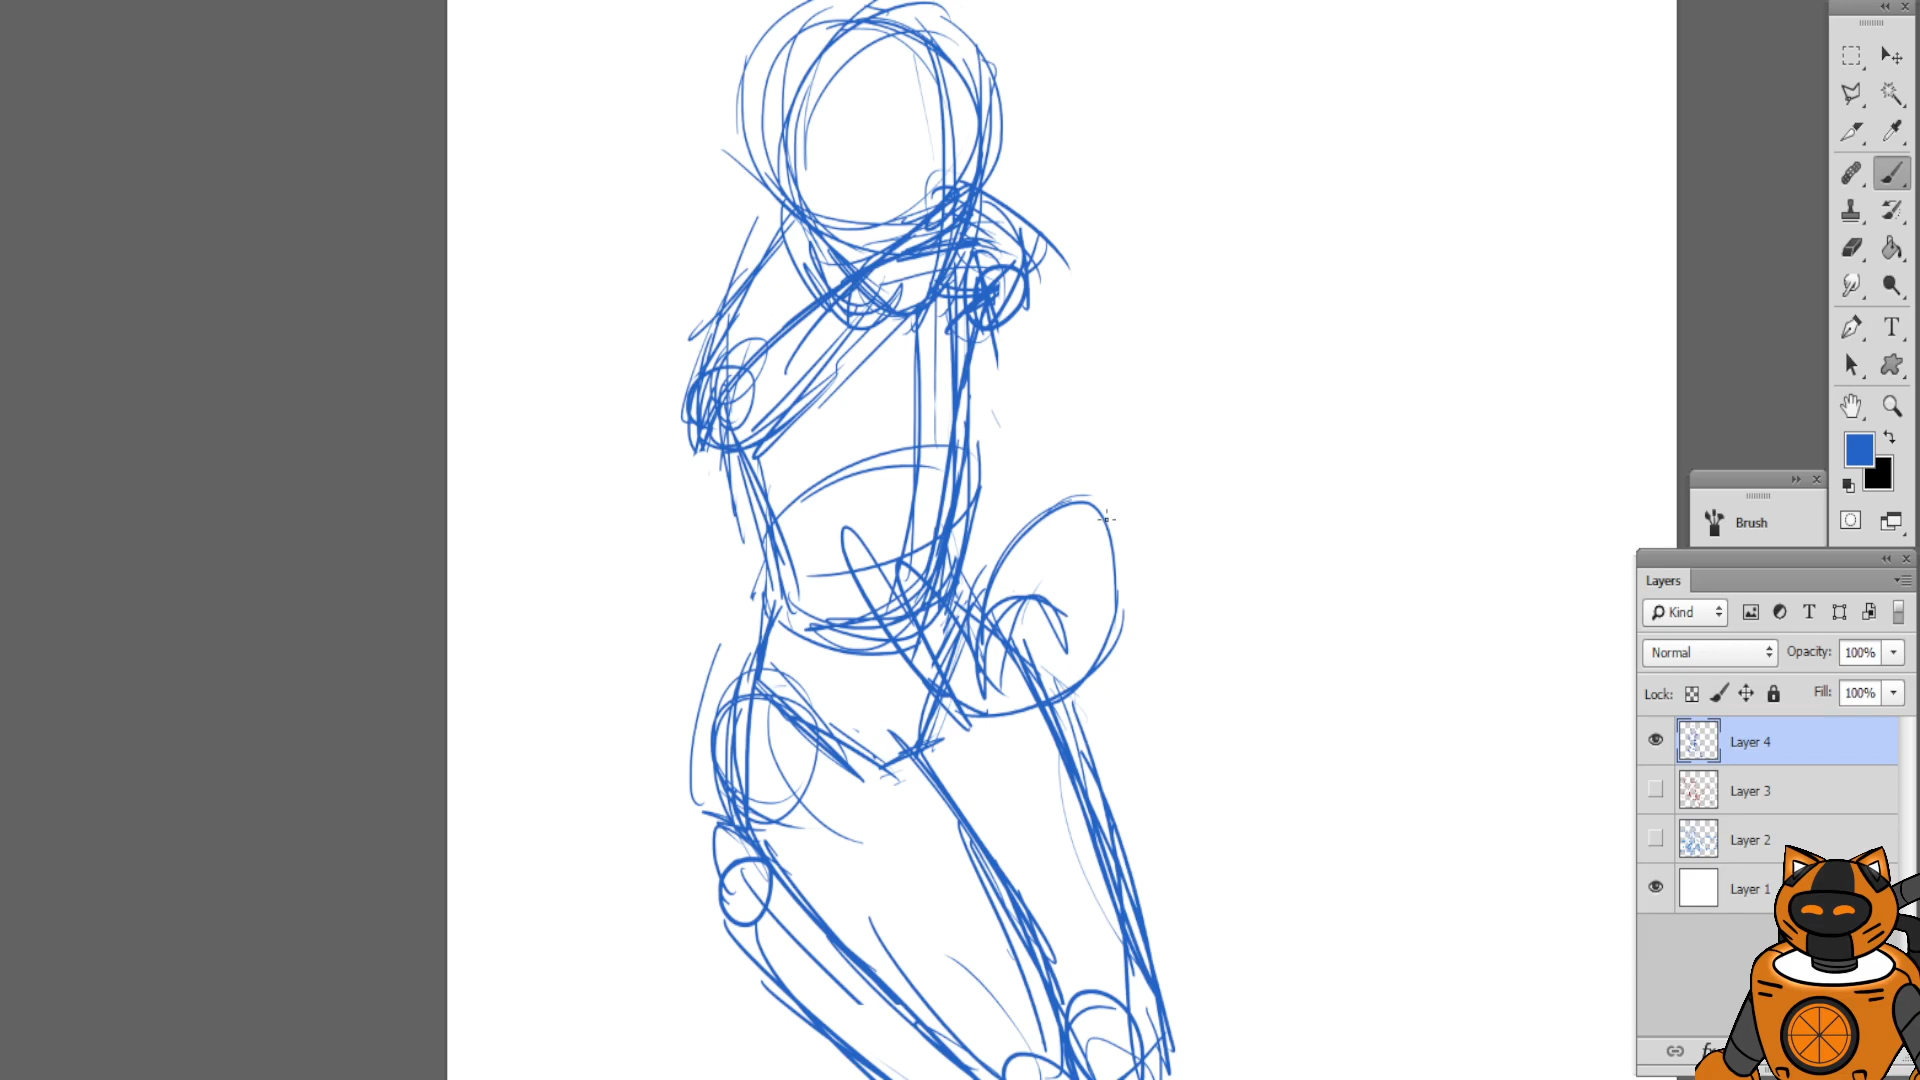 T
Brush
Layers
Kind
T
Normal
Opacity: 100%
Lock:
Fill: 100%
Layer 4
Layer 3
Layer 2
Layer 1